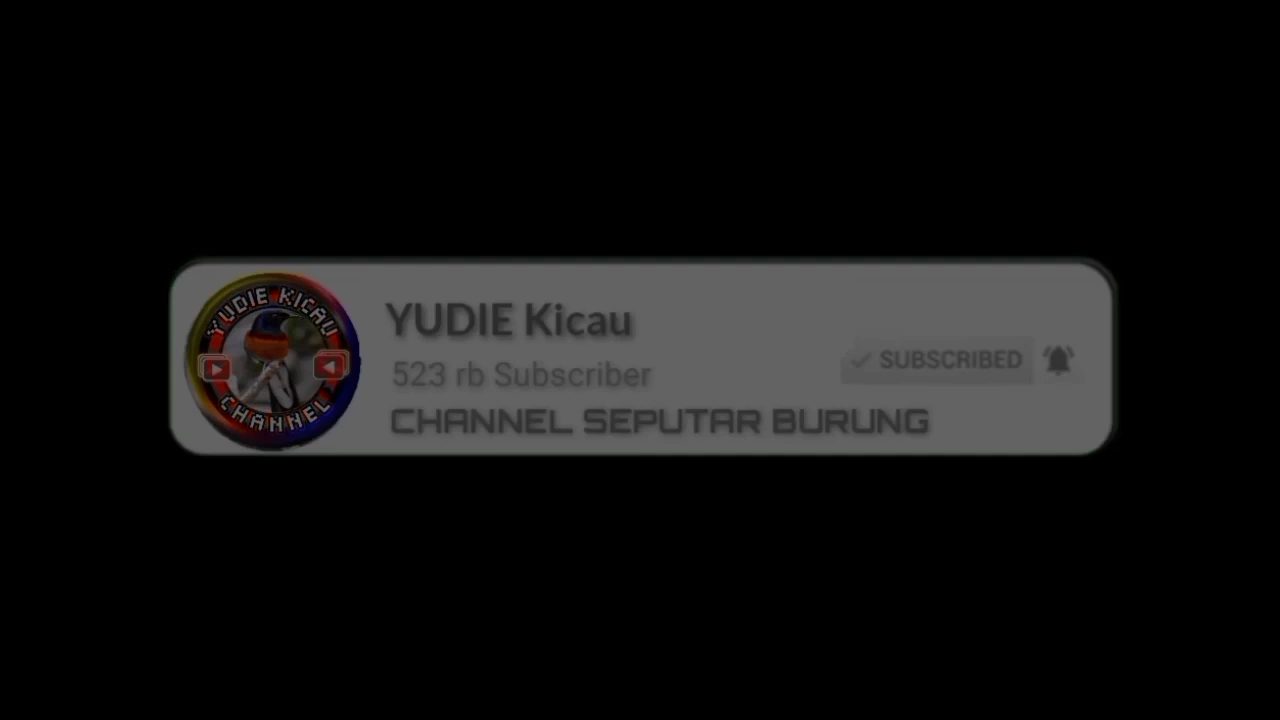 YUDIE KICAU
CHANNEL
YUDIE Kicau
523 rb Subscriber
CHANNEL SEPUTAR BURUNG
SUBSCRIBED